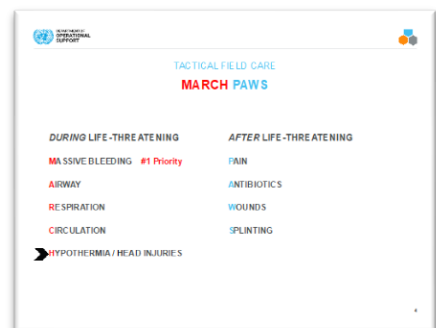 DEPARTMENT OF
OPERATIONAL
SUPPORT
TACTICAL FIELD CARE
MARCH PAWS
DURING LIFE-THREATENING
MASSIVE BLEEDING #1 Priority
AIRWAY
RESPIRATION
CIRCULATION
HYPOTHERMIA / HEAD INJURIES
AFTER LIFE-THREATENING
PAIN
ANTIBIOTICS
WOUNDS
SPLINTING